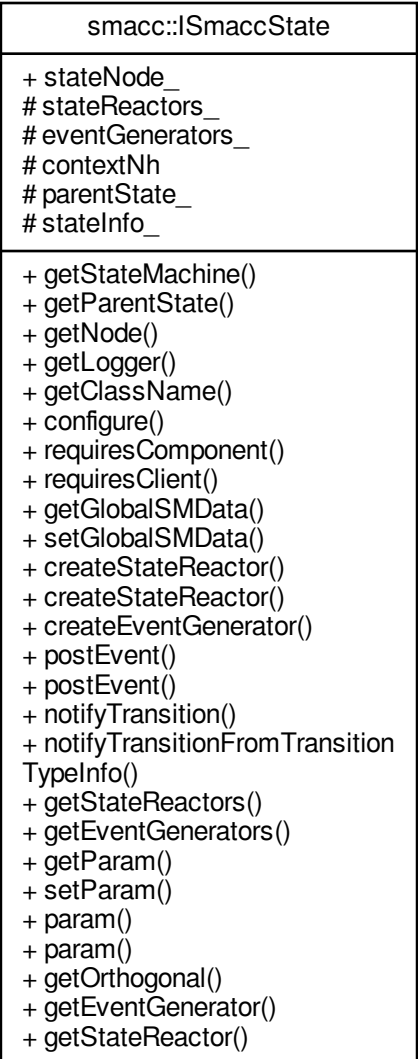 smacc::ISmaccState
+ stateNode_
# stateReactors_
# eventGenerators_
# contextNh
# parentState_
# stateInfo_
+ getStateMachine()
+ getParentState()
+ getNode()
+ getLogger()
+ getClassName()
+ configure()
+ requiresComponent()
+ requiresClient()
+ getGlobalSMData()
+ setGlobalSMData()
+ createStateReactor()
+ createStateReactor()
+ createEventGenerator()
+ postEvent()
+ postEvent()
+ notifyTransition()
+ notifyTransitionFromTransition
TypeInfo()
+ getStateReactors()
+ getEventGenerators()
+ getParam()
+ setParam()
+ param()
+ param()
+ getOrthogonal()
+ getEventGenerator()
+ getStateReactor()